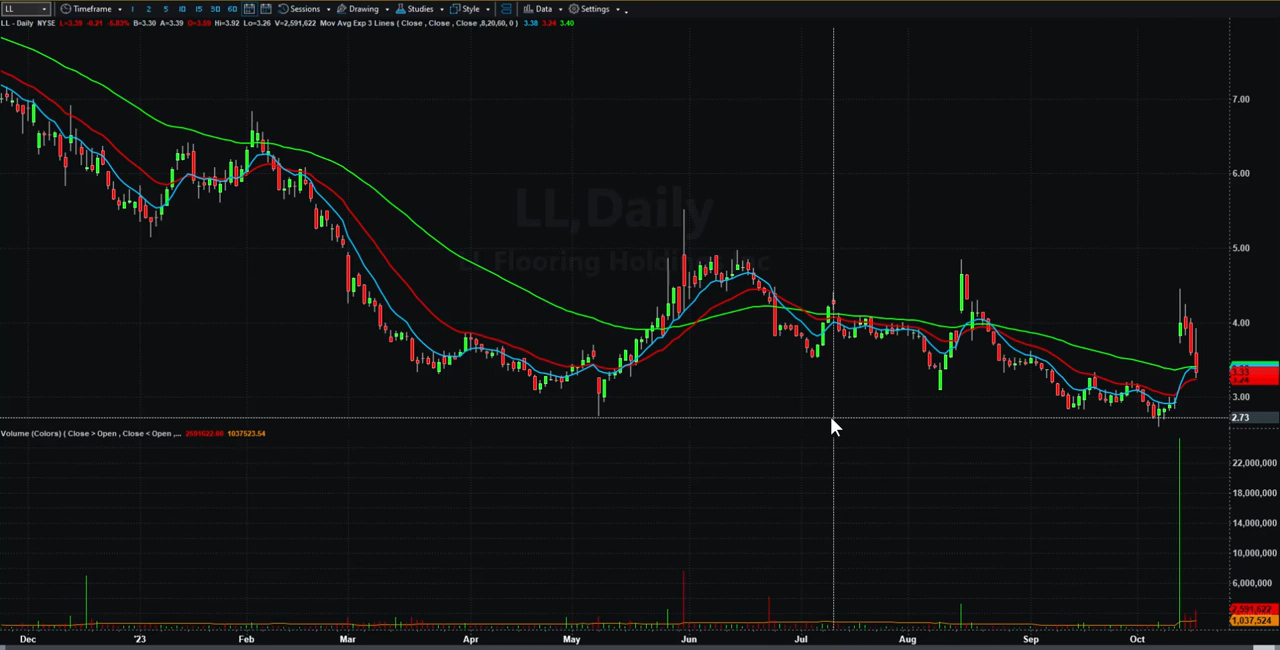 LL Timeframe 1 2 5 10 15 30 60 Sessions Drawing Studies Style Data Settings
LL - Daily NYSE L=3.39 -0.21 -5.83% B=3.30 A=3.39 O=3.59 Hi=3.92 Lo=3.26 V=2,591,622 Mov Avg Exp 3 Lines ( Close , Close , Close ,8,20,60, 0 ) 3.38 3.24 3.40
7.00
6.00
LL,Daily
LL Flooring Holdings, Inc
5.00
4.00
3.24
3.00
2.73
Volume (Colors) ( Close > Open , Close < Open ,... 2591622.00 1037523.54
22,000,000
18,000,000
14,000,000
10,000,000
6,000,000
2,591,622
1,037,524
Dec '23 Feb Mar Apr May Jun Jul Aug Sep Oct